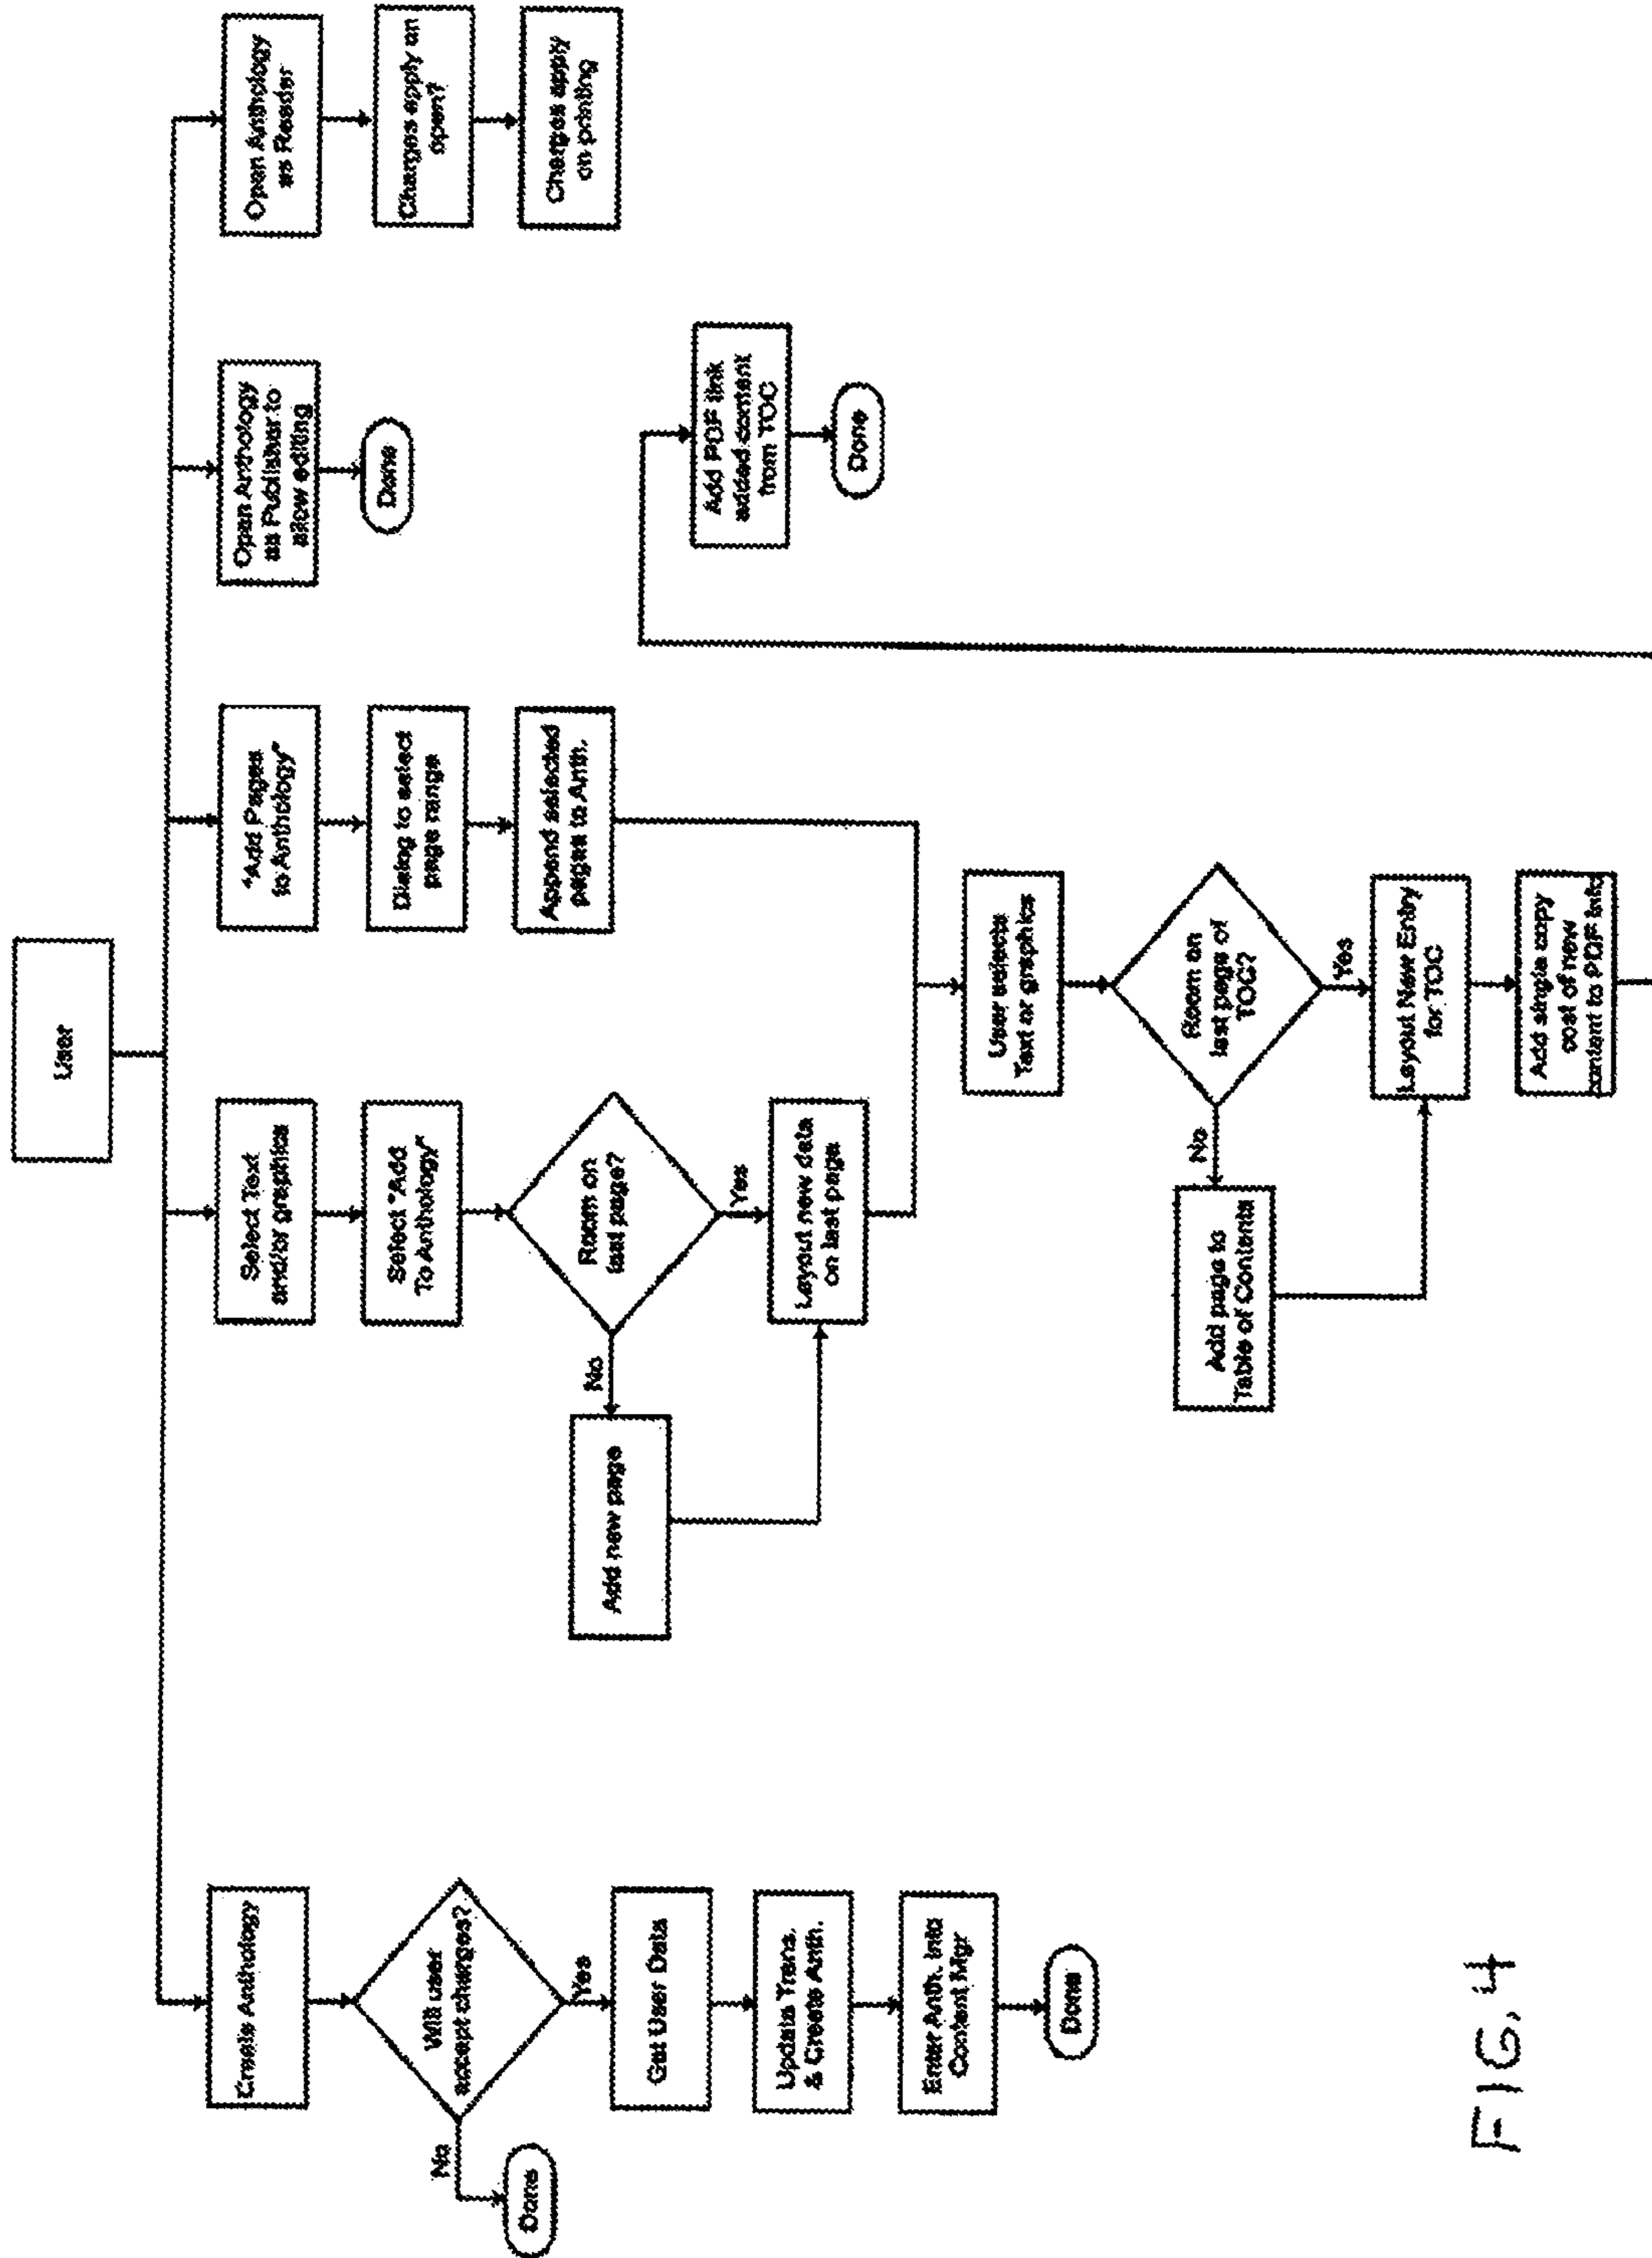 User
Create Anthology
Will user
accept charges?
No
Done
Yes
Get User Data
Update Trans.
& Create Anth.
Enter Anth. into
Content Mgr
Done
Select Text
and/or graphics
Select "Add
To Anthology"
Room on
last page?
No
Add new page
Yes
Layout new data
on last page
"Add Pages
to Anthology"
Dialog to select
page range
Append selected
pages to Anth.
User selects
Text or graphics
Room on
last page of
TOC?
No
Add page to
Table of Contents
Yes
Layout New Entry
for TOC
Add single copy
cost of new
content to PDF Info
Open Anthology
as Publisher to
allow editing
Done
Add PDF link
added content
from TOC
Done
Open Anthology
as Reader
Charges apply on
open?
Charges apply
on printing
FIG. 4